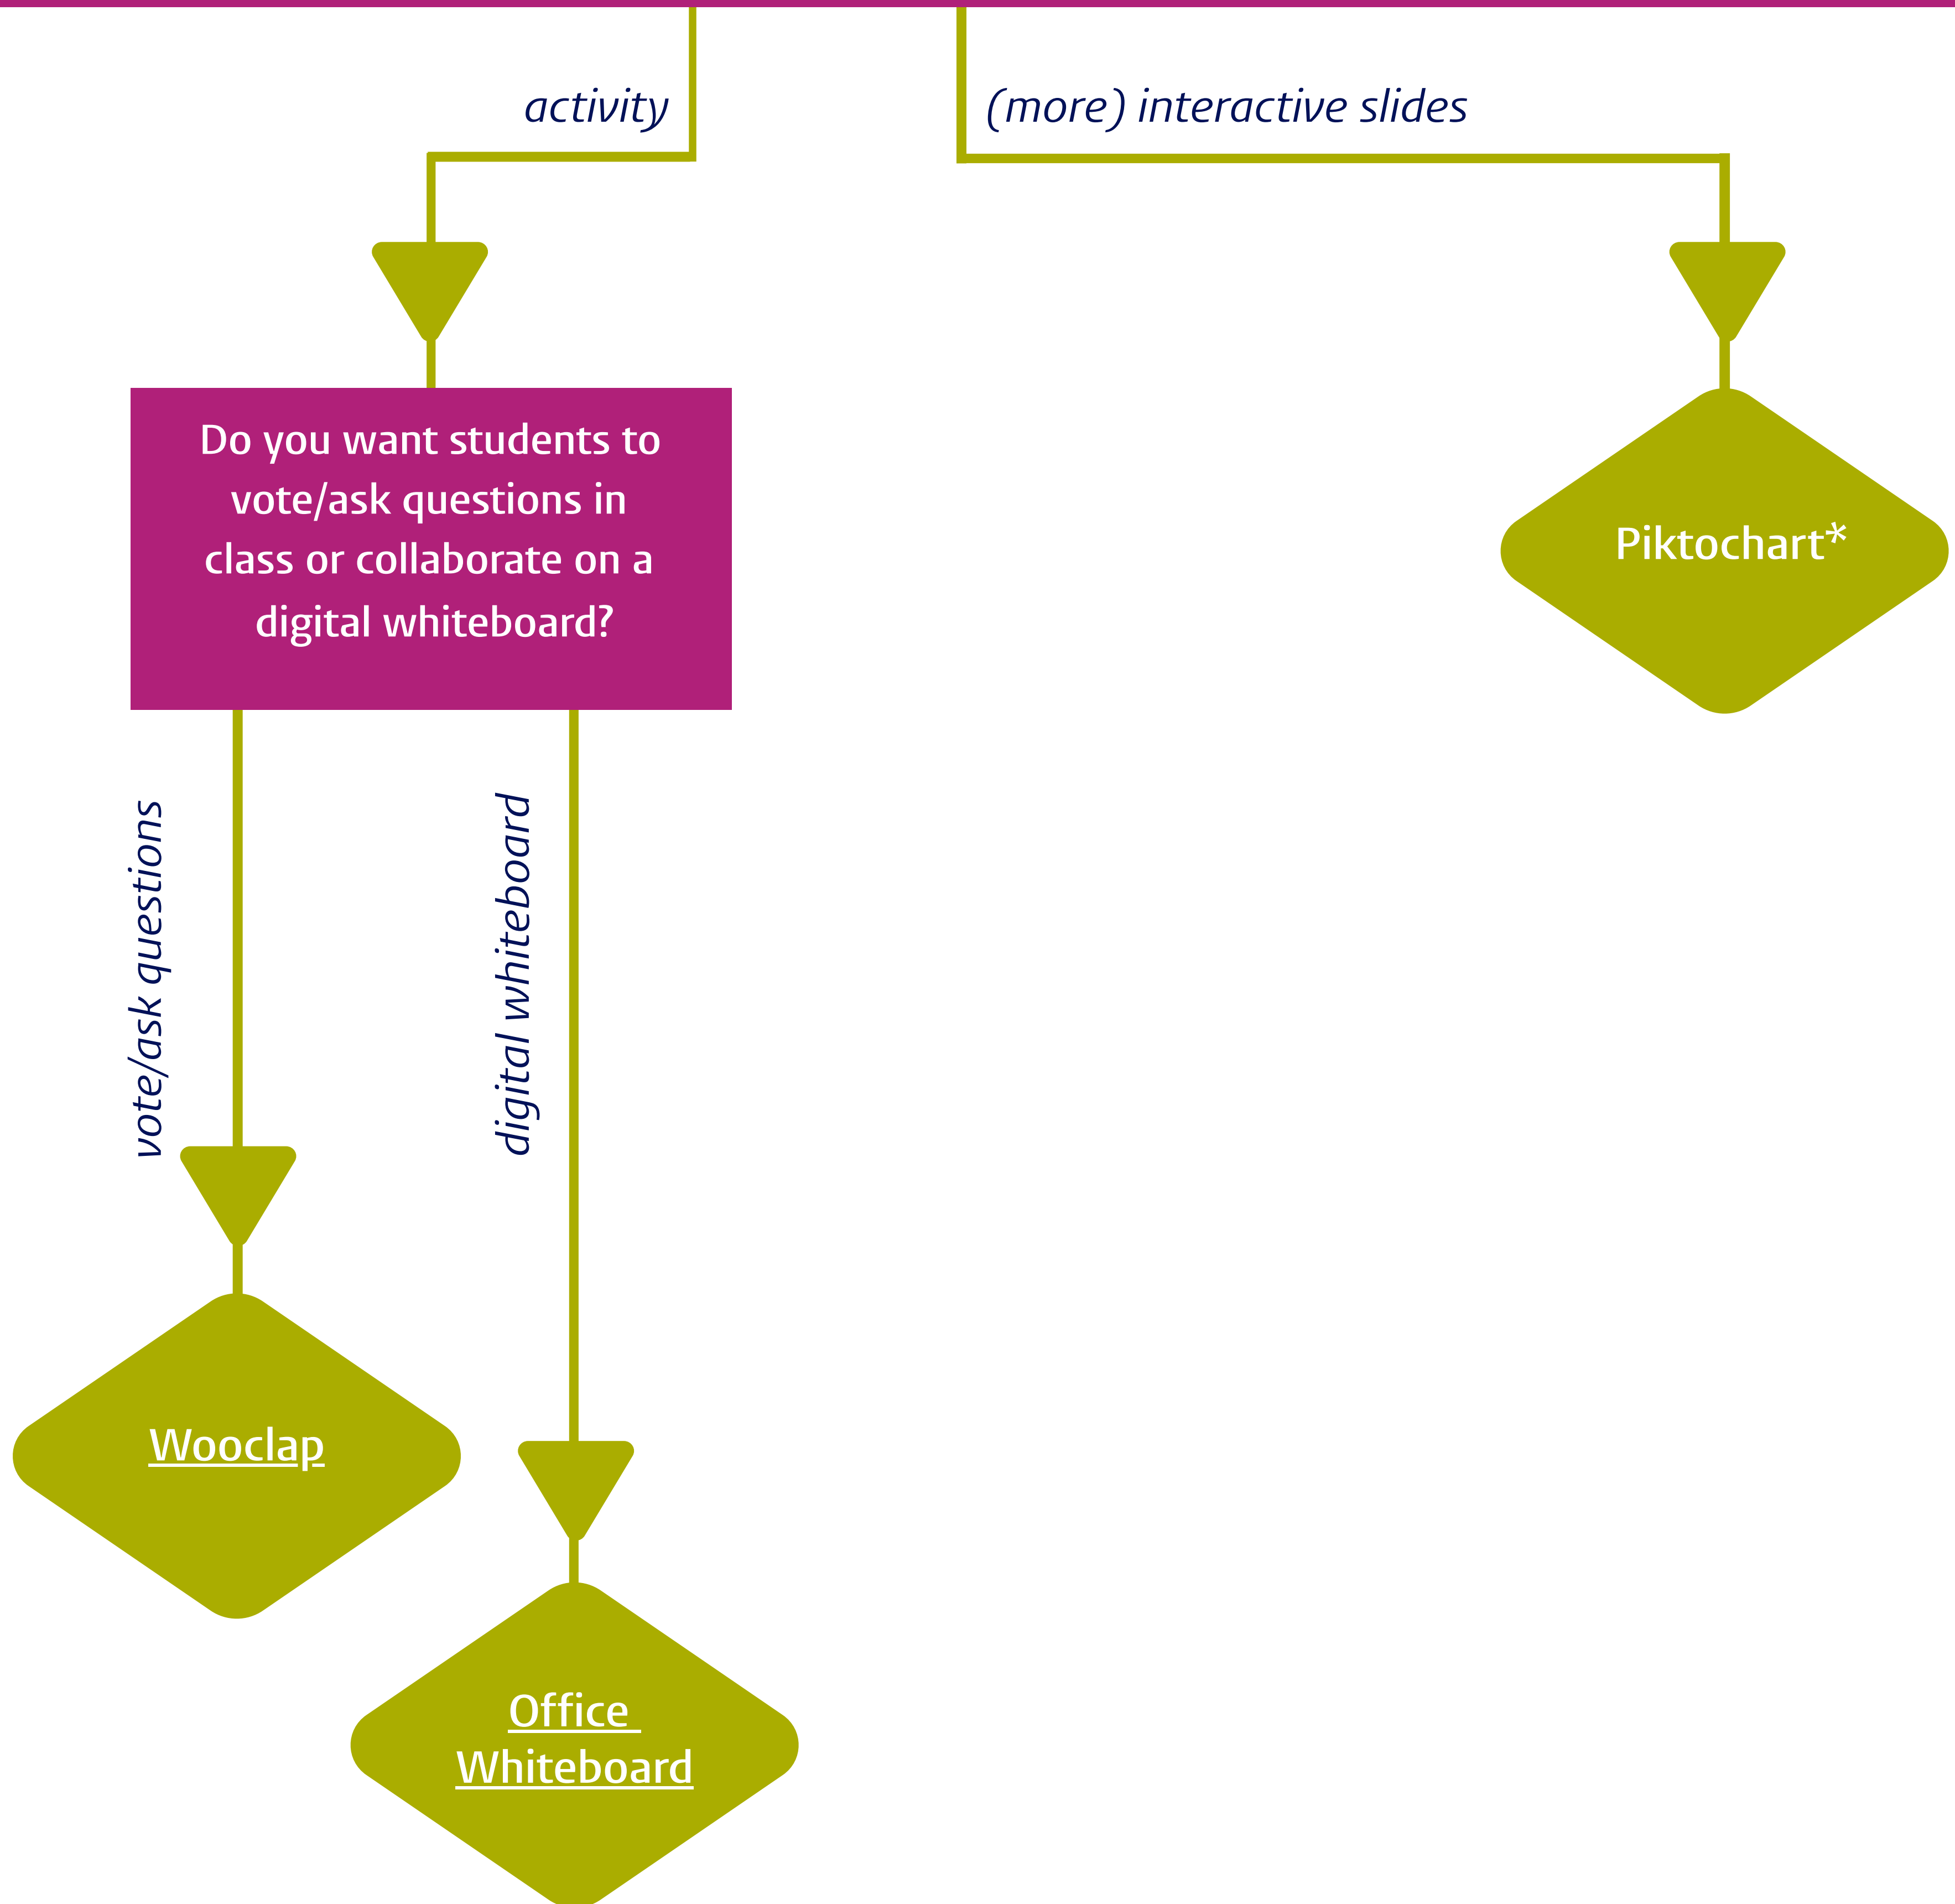 activity
(more) interactive slides
Do you want students to
vote/ask questions in
class or collaborate on a
digital whiteboard?
Piktochart*
vote/ask questions
digital whiteboard
Wooclap
Office
Whiteboard